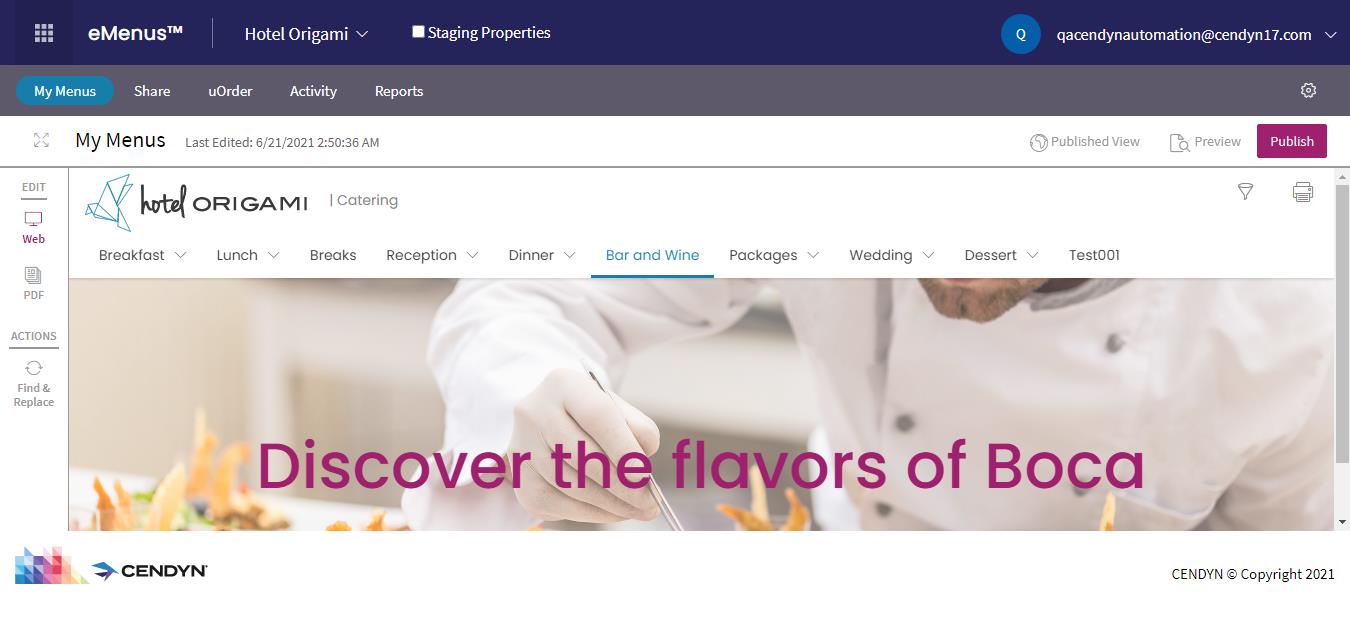 eMenus™ Hotel Origami Staging Properties Q qacendynautomation@cendyn17.com
My Menus Share uOrder Activity Reports
My Menus Last Edited: 6/21/2021 2:50:36 AM Published View Preview Publish
EDIT
Web
PDF
ACTIONS
Find &
Replace
hotel ORIGAMI | Catering
Breakfast Lunch Breaks Reception Dinner Bar and Wine Packages Wedding Dessert Test001
Discover the flavors of Boca
CENDYN
CENDYN © Copyright 2021